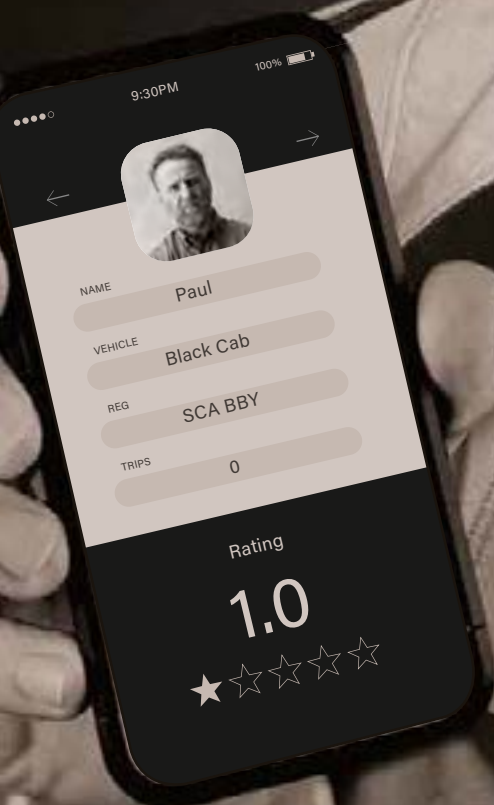 9:30PM
100%
NAME
Paul
VEHICLE
Black Cab
REG
SCA BBY
TRIPS
0
Rating
1.0